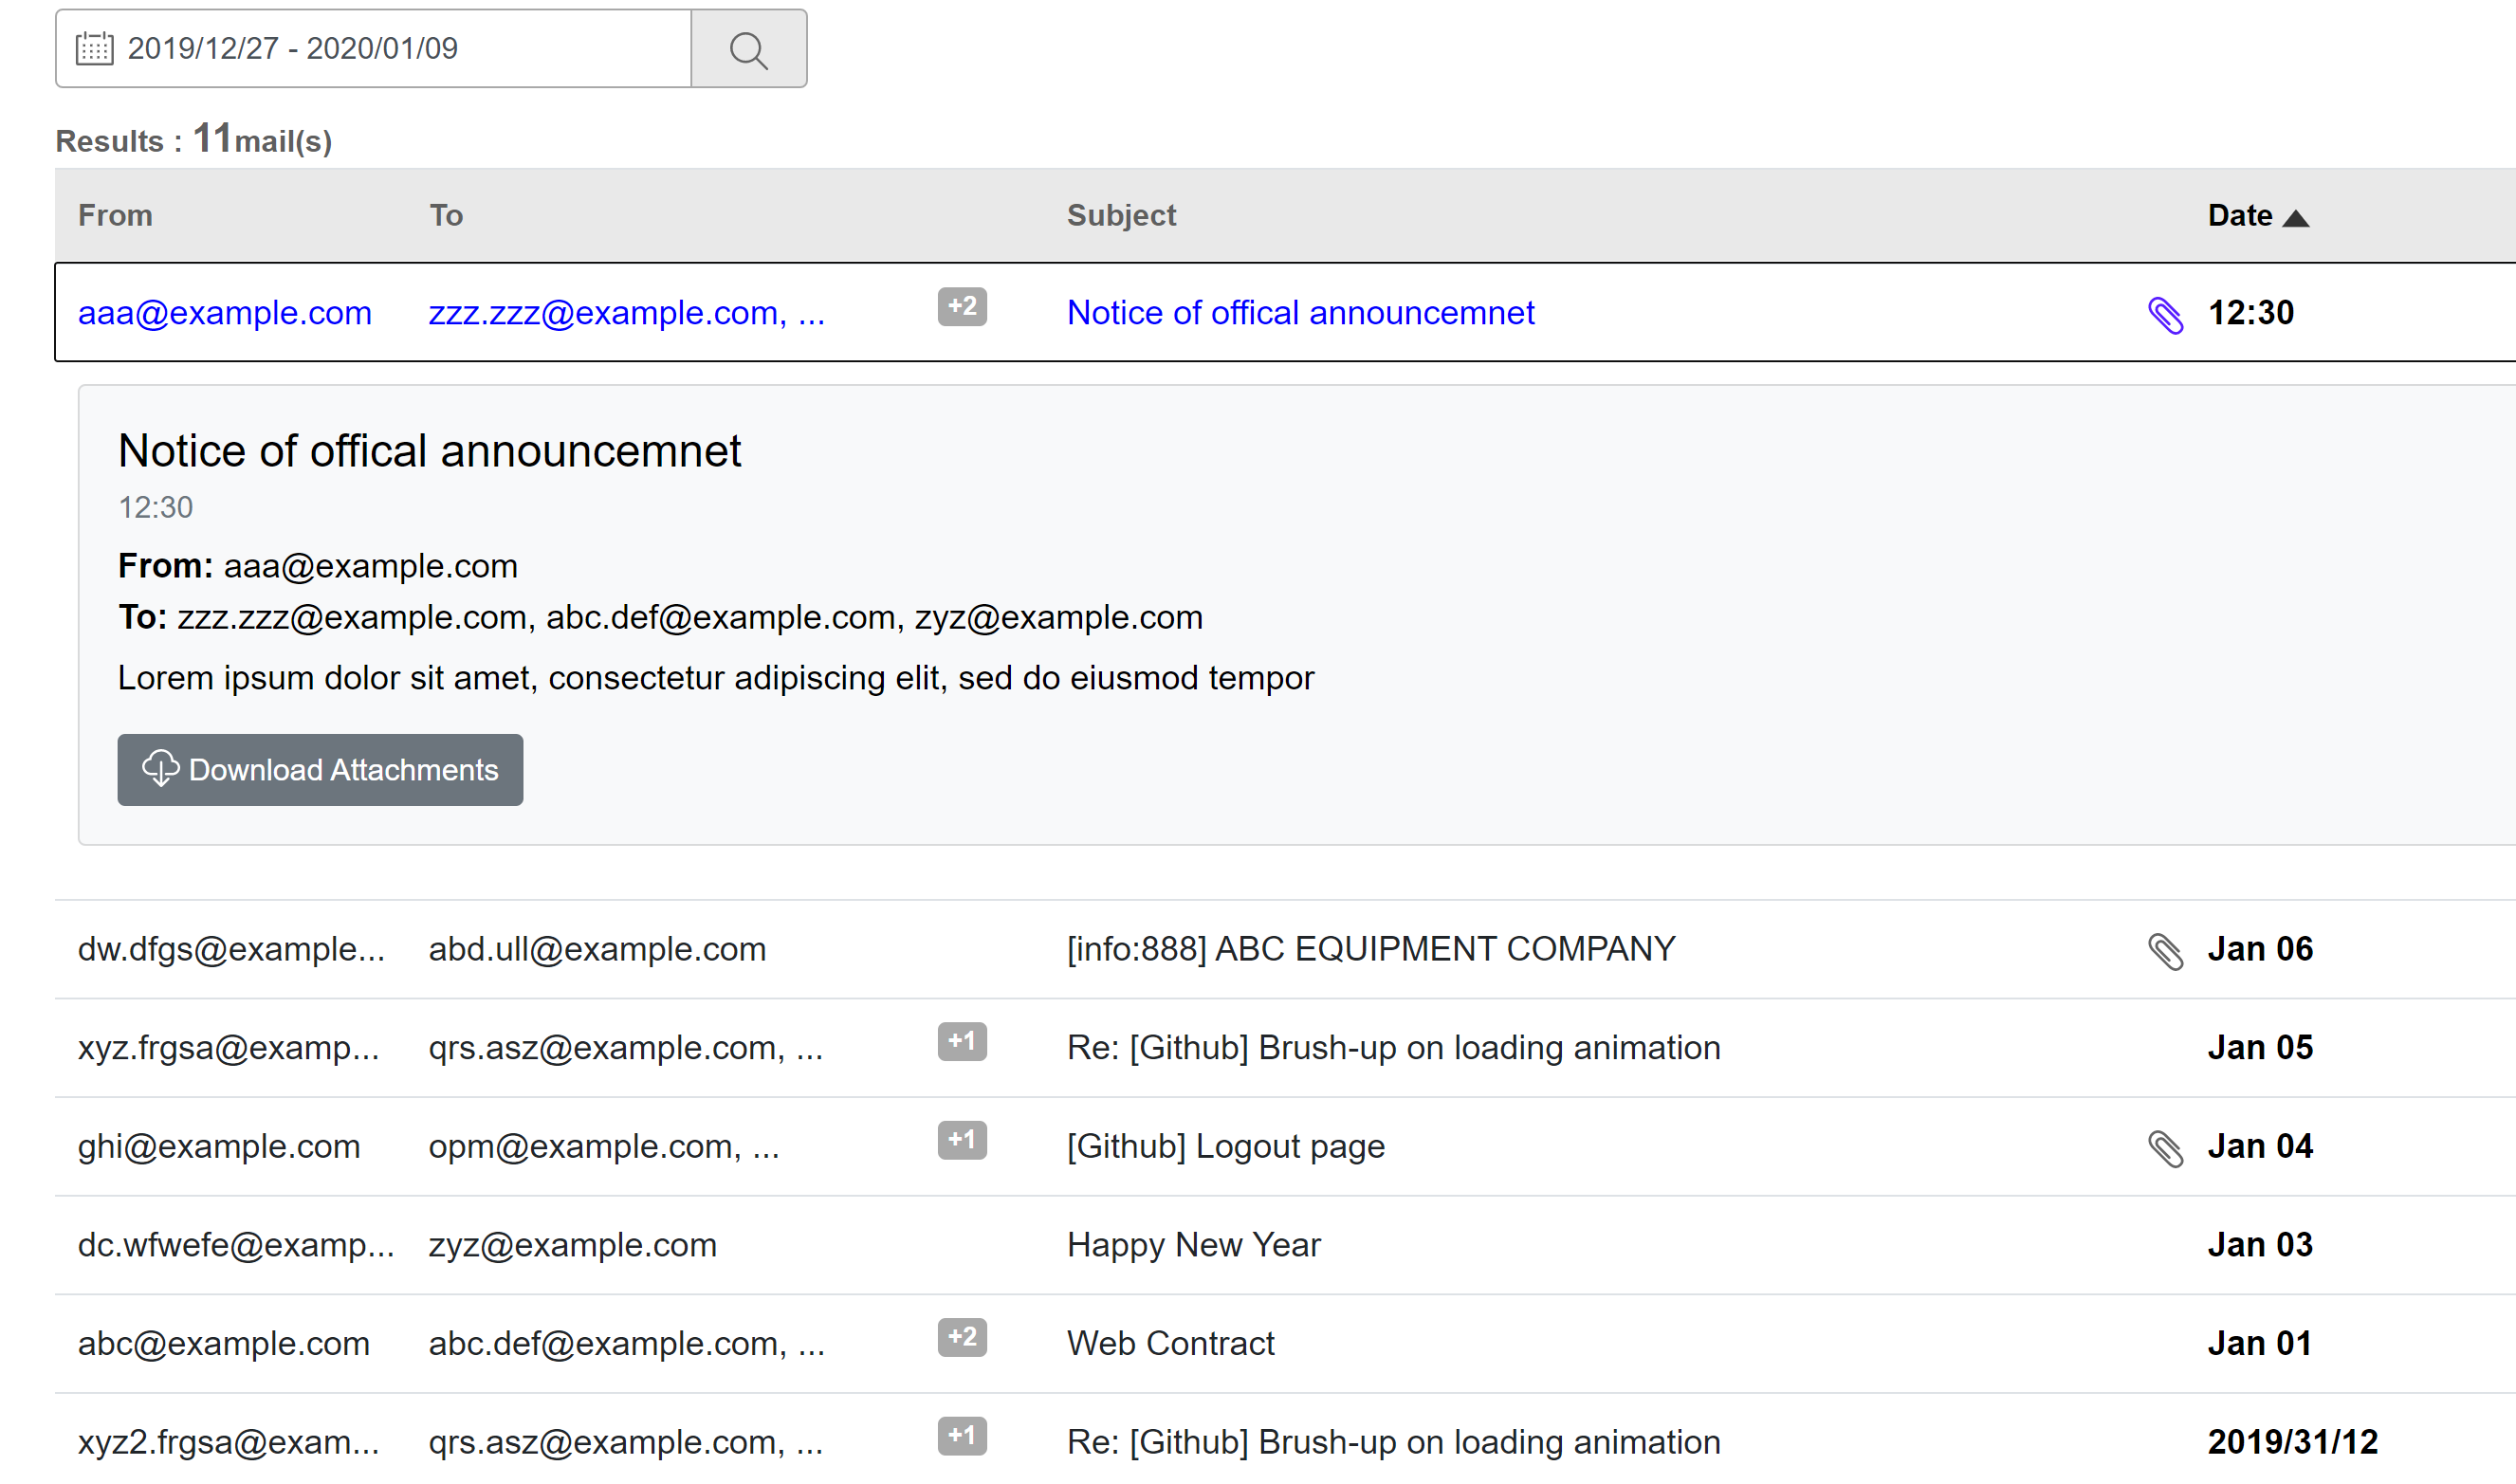 2019/12/27 - 2020/01/09
Results : 11mail(s)
From To Subject Date
aaa@example.com zzz.zzz@example.com, ... +2 Notice of offical announcemnet 12:30
Notice of offical announcemnet
12:30
From: aaa@example.com
To: zzz.zzz@example.com, abc.def@example.com, zyz@example.com
Lorem ipsum dolor sit amet, consectetur adipiscing elit, sed do eiusmod tempor
Download Attachments
dw.dfgs@example... abd.ull@example.com [info:888] ABC EQUIPMENT COMPANY Jan 06
xyz.frgsa@examp... qrs.asz@example.com, ... +1 Re: [Github] Brush-up on loading animation Jan 05
ghi@example.com opm@example.com, ... +1 [Github] Logout page Jan 04
dc.wfwefe@examp... zyz@example.com Happy New Year Jan 03
abc@example.com abc.def@example.com, ... +2 Web Contract Jan 01
xyz2.frgsa@exam... qrs.asz@example.com, ... +1 Re: [Github] Brush-up on loading animation 2019/31/12